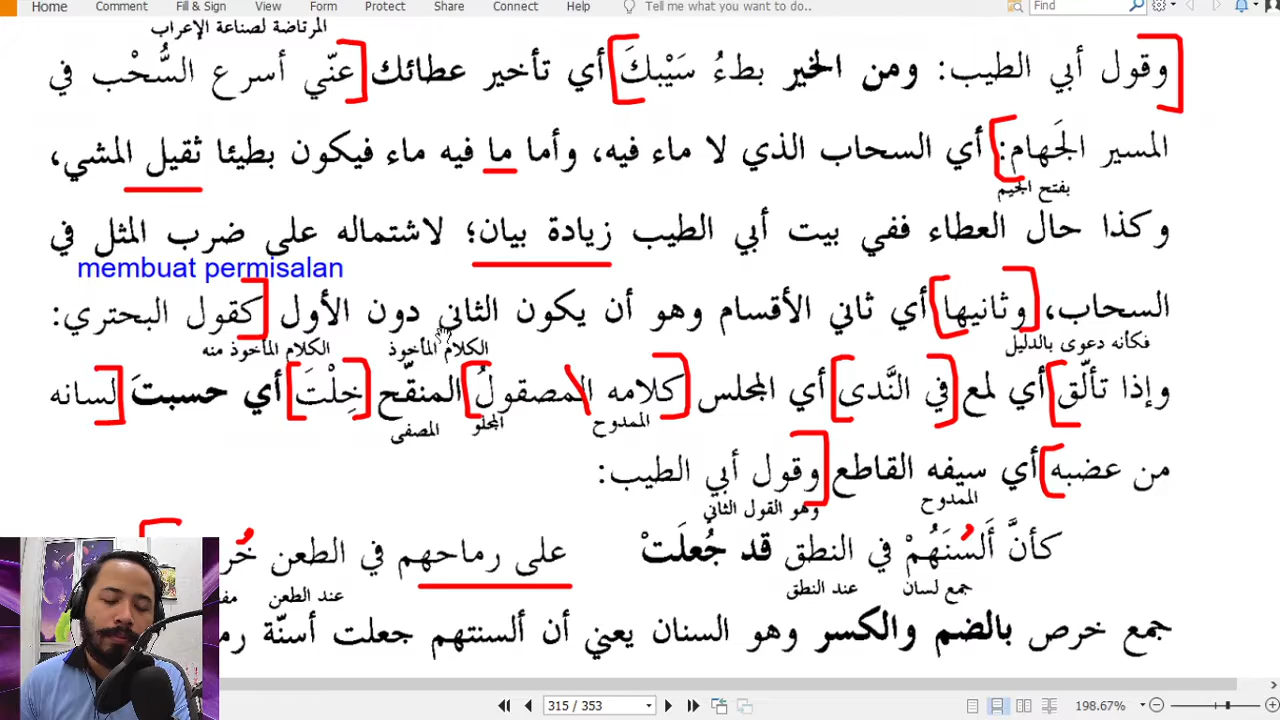 Home Comment Fill & Sign View Form Protect Share Connect Help Tell me what you want to do... Find
المرتاضة لصناعة الإعراب
وقول أبي الطيب: ومن الخير بطءُ سَيْبكَ أي تأخير عطائك عنّي أسرع السُّحْب في
المسير الجَهام: أي السحاب الذي لا ماء فيه، وأما ما فيه ماء فيكون بطيئا ثقيل المشي،
بفتح الجيم
وكذا حال العطاء ففي بيت أبي الطيب زيادة بيان؛ لاشتماله على ضرب المثل في
membuat permisalan
السحاب، وثانيها أي ثاني الأقسام وهو أن يكون الثاني دون الأول كقول البحتري:
فكأنه دعوى بالدليل الكلام المأخوذ الكلام المأخوذ منه
وإذا تألّق أي لمع في النَّدى أي المجلس كلامه المصقولُ المنقّح خِلْتَ أي حسبتَ لسانه
الممدوح المجلو المصفى
من عضبه أي سيفه القاطع وقول أبي الطيب:
الممدوح وهو القول الثاني
كأنَّ أَلسنَهُمْ في النطق قد جُعلَتْ على رماحهم في الطعن
جمع لسان عند النطق عند الطعن
جمع خرص بالضم والكسر وهو السنان يعني أن ألسنتهم جعلت أسنّة
315 / 353 198.67%